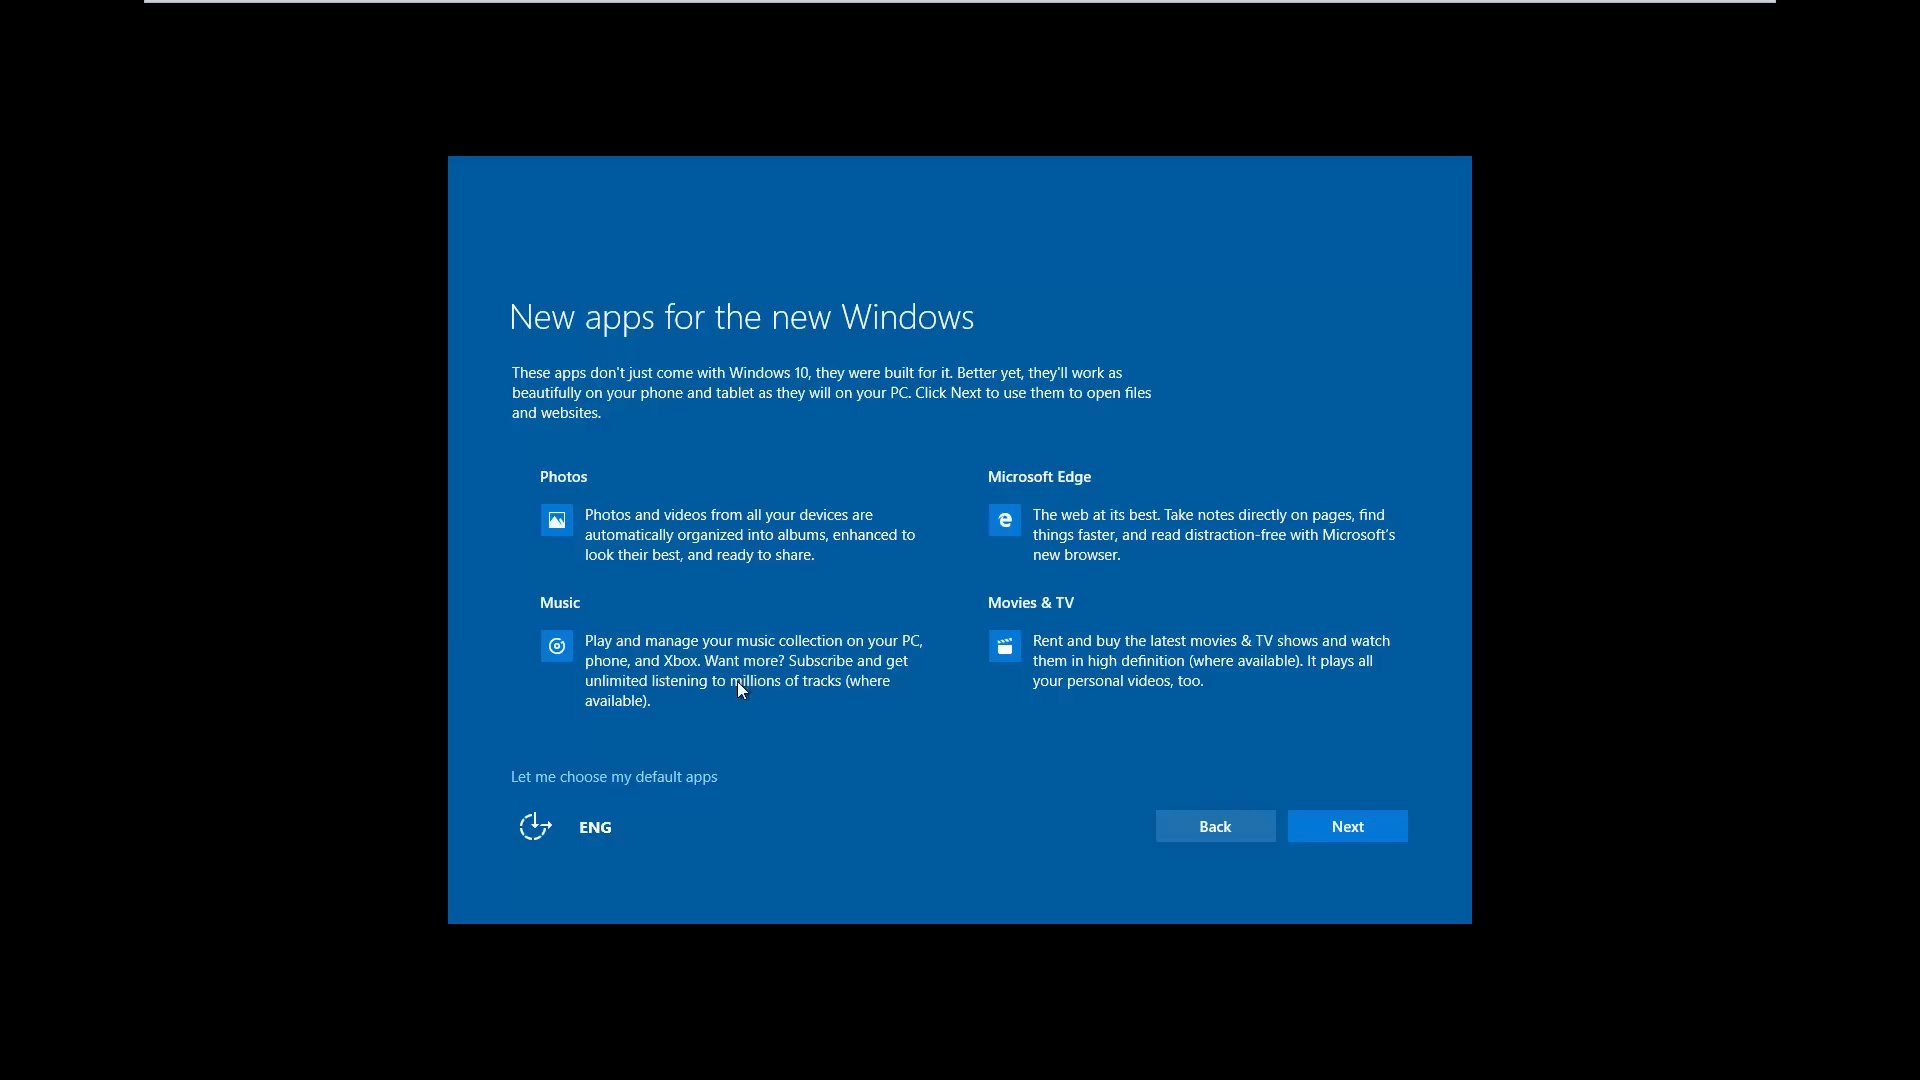 New apps for the new Windows
These apps don't just come with Windows 10, they were built for it. Better yet, they'll work as
beautifully on your phone and tablet as they will on your PC. Click Next to use them to open files
and websites.
Photos
Photos and videos from all your devices are
automatically organized into albums, enhanced to
look their best, and ready to share.
Microsoft Edge
The web at its best. Take notes directly on pages, find
things faster, and read distraction-free with Microsoft's
new browser.
Music
Play and manage your music collection on your PC,
phone, and Xbox. Want more? Subscribe and get
unlimited listening to millions of tracks (where
available).
Movies & TV
Rent and buy the latest movies & TV shows and watch
them in high definition (where available). It plays all
your personal videos, too.
Let me choose my default apps
ENG
Back
Next